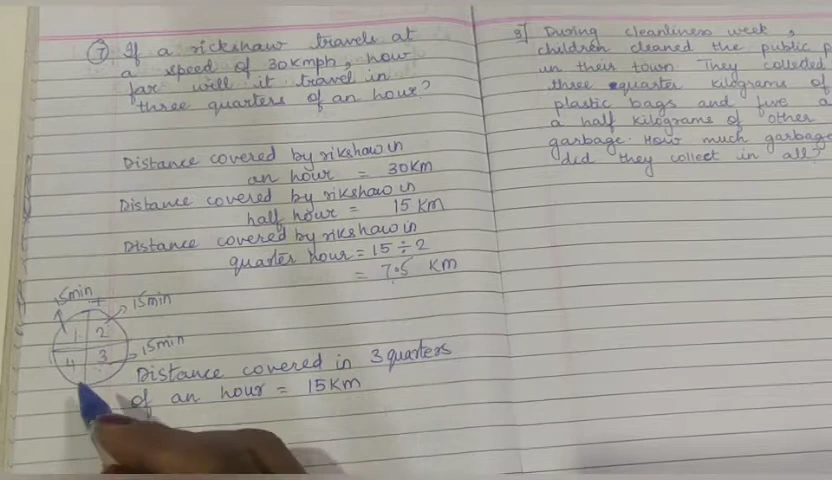 7 If a rickshaw travels at
a speed of 30kmph, how
far will it travel in
three quarters of an hour?
Distance covered by rikshaw in
an hour = 30KM
Distance covered by rikshaw in
half hour = 15 KM
Distance covered by rikshaw in
quarter hour = 15 ÷ 2
= 7.5 KM
15min
15min
1 2
4 3
15min
Distance covered in 3 quarters
of an hour = 15KM
8] During cleanliness week,
children cleaned the public p
in their town. They collected
three quarter kilograms of
plastic bags and five a
a half kilograms of other
garbage. How much garbage
did they collect in all?